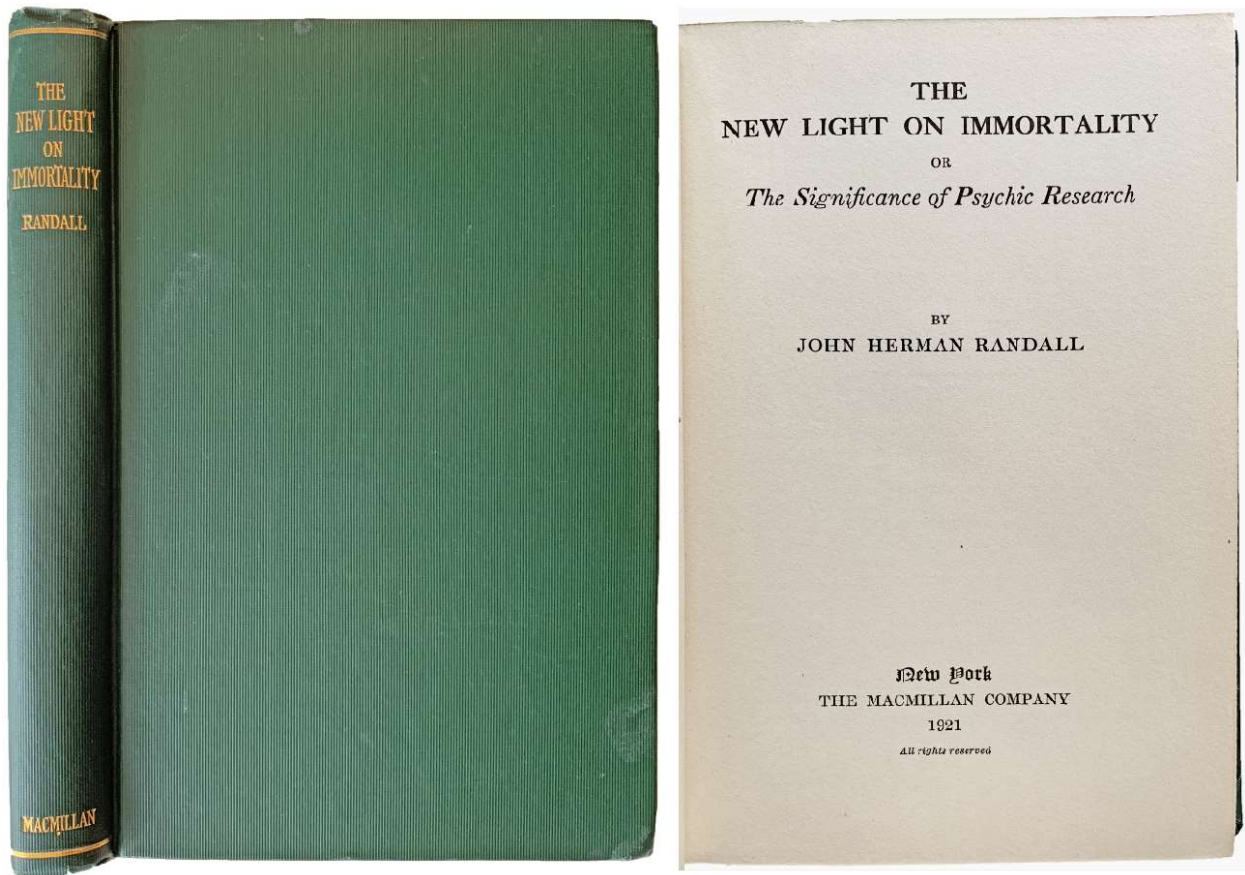 THE
NEW LIGHT
ON
IMMORTALITY
RANDALL
MACMILLAN
THE
NEW LIGHT ON IMMORTALITY
OR
The Significance of Psychic Research
BY
JOHN HERMAN RANDALL
New York
THE MACMILLAN COMPANY
1921
All rights reserved